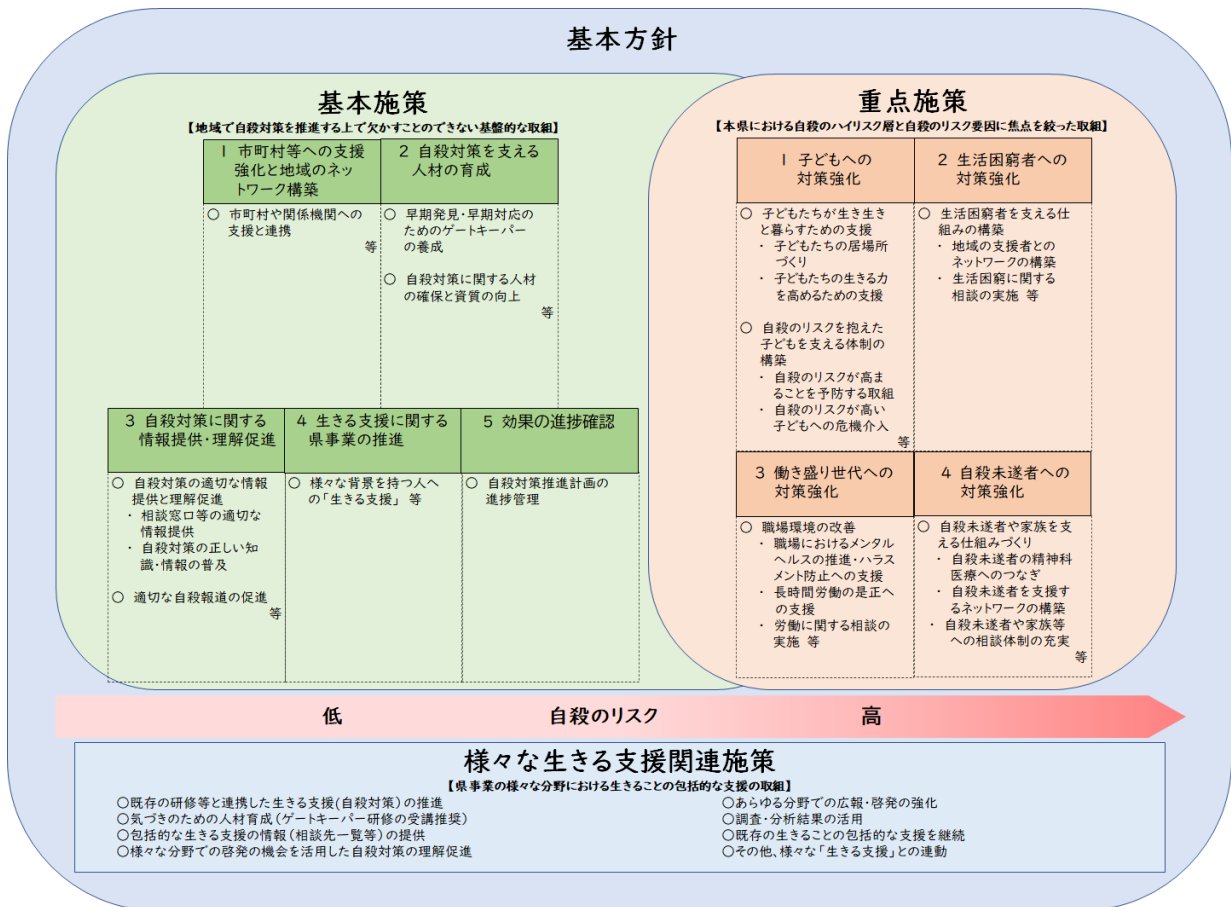 基本方針
基本施策
【地域で自殺対策を推進する上で欠かすことのできない基盤的な取組】
1 市町村等への支援
強化と地域のネッ
トワーク構築
○ 市町村や関係機関への
支援と連携
等
2 自殺対策を支える
人材の育成
○ 早期発見・早期対応の
ためのゲートキーパー
の養成
○ 自殺対策に関する人材
の確保と資質の向上
等
3 自殺対策に関する
情報提供・理解促進
○ 自殺対策の適切な情報
提供と理解促進
・ 相談窓口等の適切な
情報提供
・ 自殺対策の正しい知
識・情報の普及
○ 適切な自殺報道の促進
等
4 生きる支援に関する
県事業の推進
○ 様々な背景を持つ人へ
の「生きる支援」 等
5 効果の進捗確認
○ 自殺対策推進計画の
進捗管理
重点施策
【本県における自殺のハイリスク層と自殺のリスク要因に焦点を絞った取組】
1 子どもへの
対策強化
○ 子どもたちが生き生き
と暮らすための支援
・ 子どもたちの居場所
づくり
・ 子どもたちの生きる力
を高めるための支援
○ 自殺のリスクを抱えた
子どもを支える体制の
構築
・ 自殺のリスクが高ま
ることを予防する取組
・ 自殺のリスクが高い
子どもへの危機介入
等
2 生活困窮者への
対策強化
○ 生活困窮者を支える仕
組みの構築
・ 地域の支援者との
ネットワークの構築
・ 生活困窮に関する
相談の実施 等
3 働き盛り世代への
対策強化
○ 職場環境の改善
・ 職場におけるメンタル
ヘルスの推進・ハラス
メント防止への支援
・ 長時間労働の是正へ
の支援
・ 労働に関する相談の
実施 等
4 自殺未遂者への
対策強化
○ 自殺未遂者や家族を支
える仕組みづくり
・ 自殺未遂者の精神科
医療へのつなぎ
・ 自殺未遂者を支援す
るネットワークの構築
・ 自殺未遂者や家族等
への相談体制の充実
等
低 自殺のリスク 高
様々な生きる支援関連施策
【県事業の様々な分野における生きることの包括的な支援の取組】
○既存の研修等と連携した生きる支援(自殺対策)の推進
○気づきのための人材育成(ゲートキーパー研修の受講推奨)
○包括的な生きる支援の情報(相談先一覧等)の提供
○様々な分野での啓発の機会を活用した自殺対策の理解促進
○あらゆる分野での広報・啓発の強化
○調査・分析結果の活用
○既存の生きることの包括的な支援を継続
○その他、様々な「生きる支援」との連動